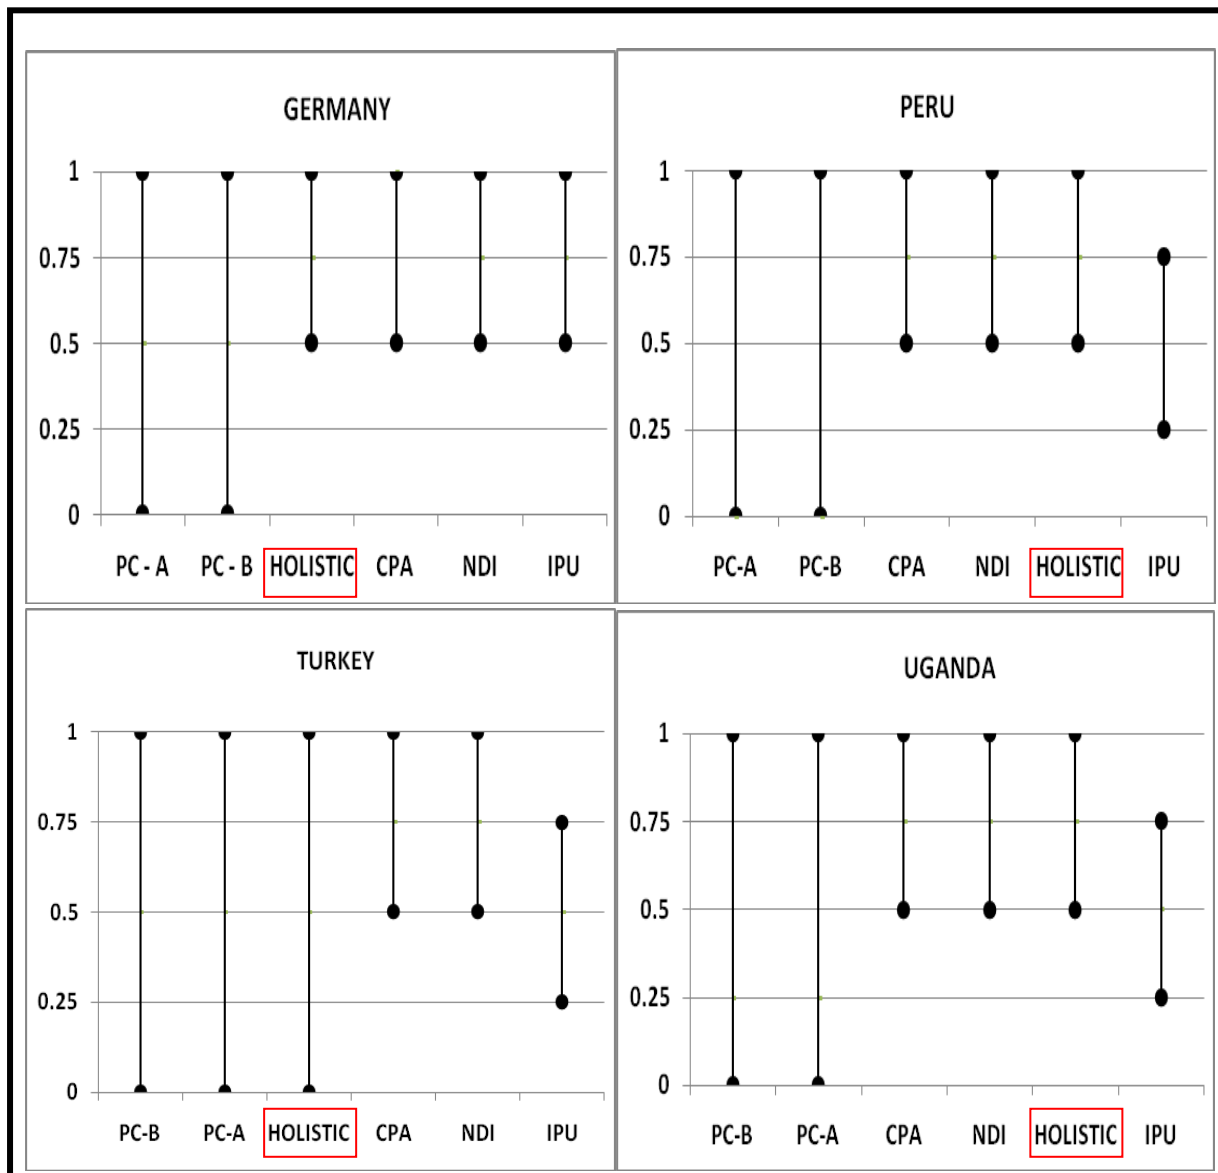 GERMANY
1
0.75
0.5
0.25
0
PC - A PC - B HOLISTIC CPA NDI IPU
PERU
1
0.75
0.5
0.25
0
PC-A PC-B CPA NDI HOLISTIC IPU
TURKEY
1
0.75
0.5
0.25
0
PC-B PC-A HOLISTIC CPA NDI IPU
UGANDA
1
0.75
0.5
0.25
0
PC-B PC-A CPA NDI HOLISTIC IPU